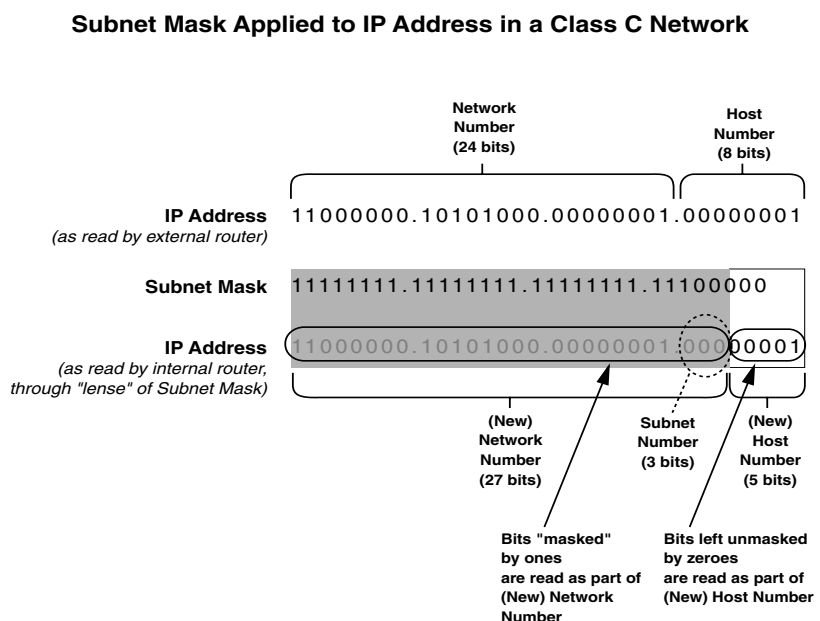 Subnet Mask Applied to IP Address in a Class C Network
Network
Number
(24 bits)
Host
Number
(8 bits)
IP Address
(as read by external router)
11000000.10101000.00000001.00000001
Subnet Mask
11111111.11111111.11111111.11100000
IP Address
(as read by internal router,
through "lense" of Subnet Mask)
11000000.10101000.00000001.00000001
(New)
Network
Number
(27 bits)
Subnet
Number
(3 bits)
(New)
Host
Number
(5 bits)
Bits "masked"
by ones
are read as part of
(New) Network
Number
Bits left unmasked
by zeroes
are read as part of
(New) Host Number